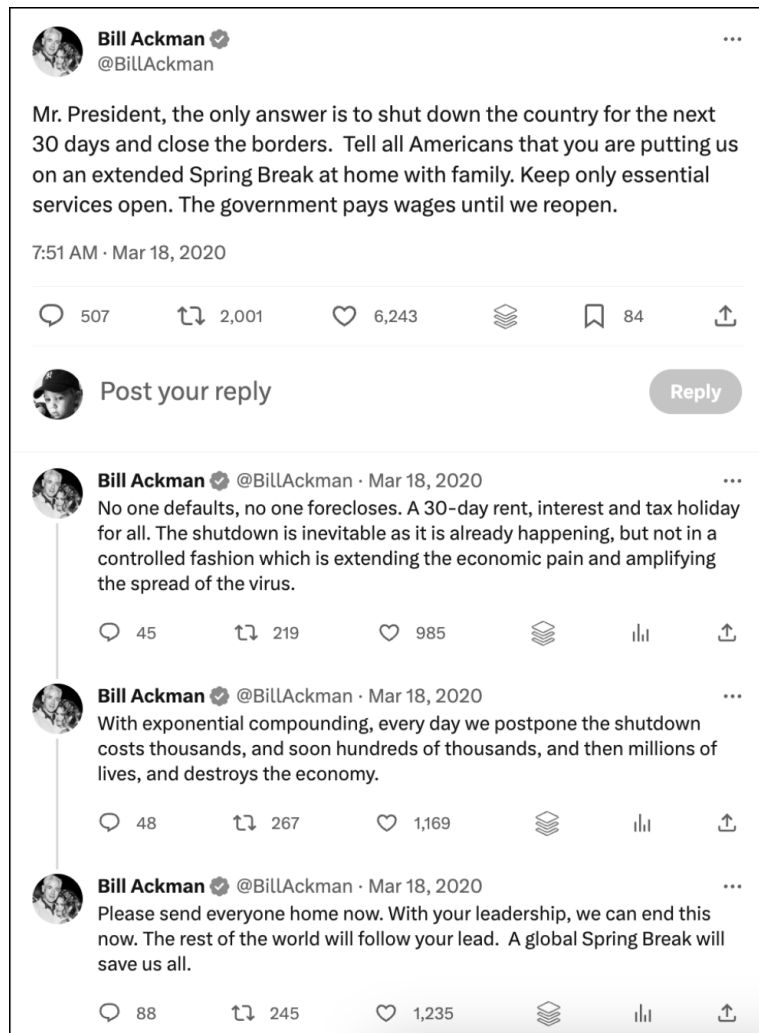 Bill Ackman
@BillAckman
Mr. President, the only answer is to shut down the country for the next
30 days and close the borders.  Tell all Americans that you are putting us
on an extended Spring Break at home with family. Keep only essential
services open. The government pays wages until we reopen.
7:51 AM · Mar 18, 2020
507 2,001 6,243 84
Post your reply Reply
Bill Ackman @BillAckman · Mar 18, 2020
No one defaults, no one forecloses. A 30-day rent, interest and tax holiday
for all. The shutdown is inevitable as it is already happening, but not in a
controlled fashion which is extending the economic pain and amplifying
the spread of the virus.
45 219 985
Bill Ackman @BillAckman · Mar 18, 2020
With exponential compounding, every day we postpone the shutdown
costs thousands, and soon hundreds of thousands, and then millions of
lives, and destroys the economy.
48 267 1,169
Bill Ackman @BillAckman · Mar 18, 2020
Please send everyone home now. With your leadership, we can end this
now. The rest of the world will follow your lead.  A global Spring Break will
save us all.
88 245 1,235